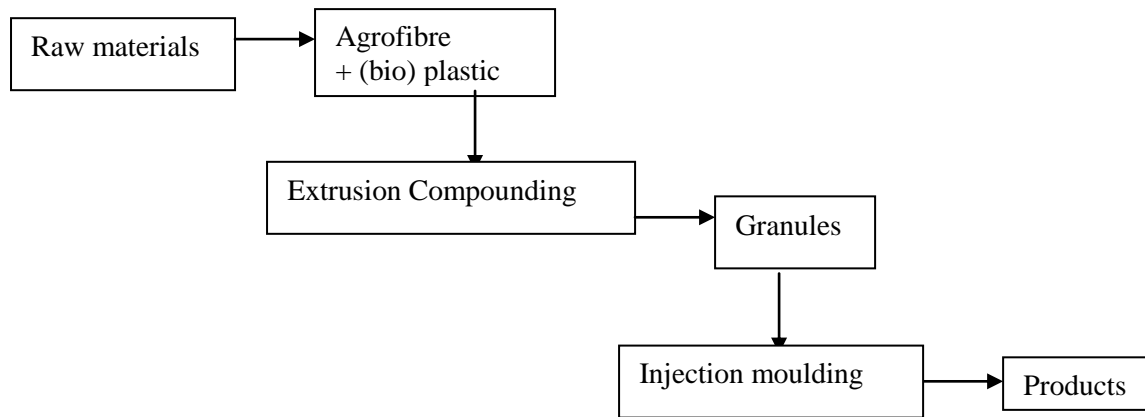 Raw materials
Agrofibre
+ (bio) plastic
Extrusion Compounding
Granules
Injection moulding
Products